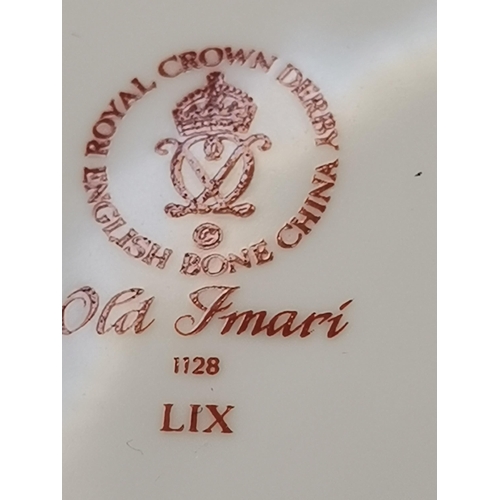 ROYAL CROWN DERBY
ENGLISH BONE CHINA
©
Old Imari
1128
LIX